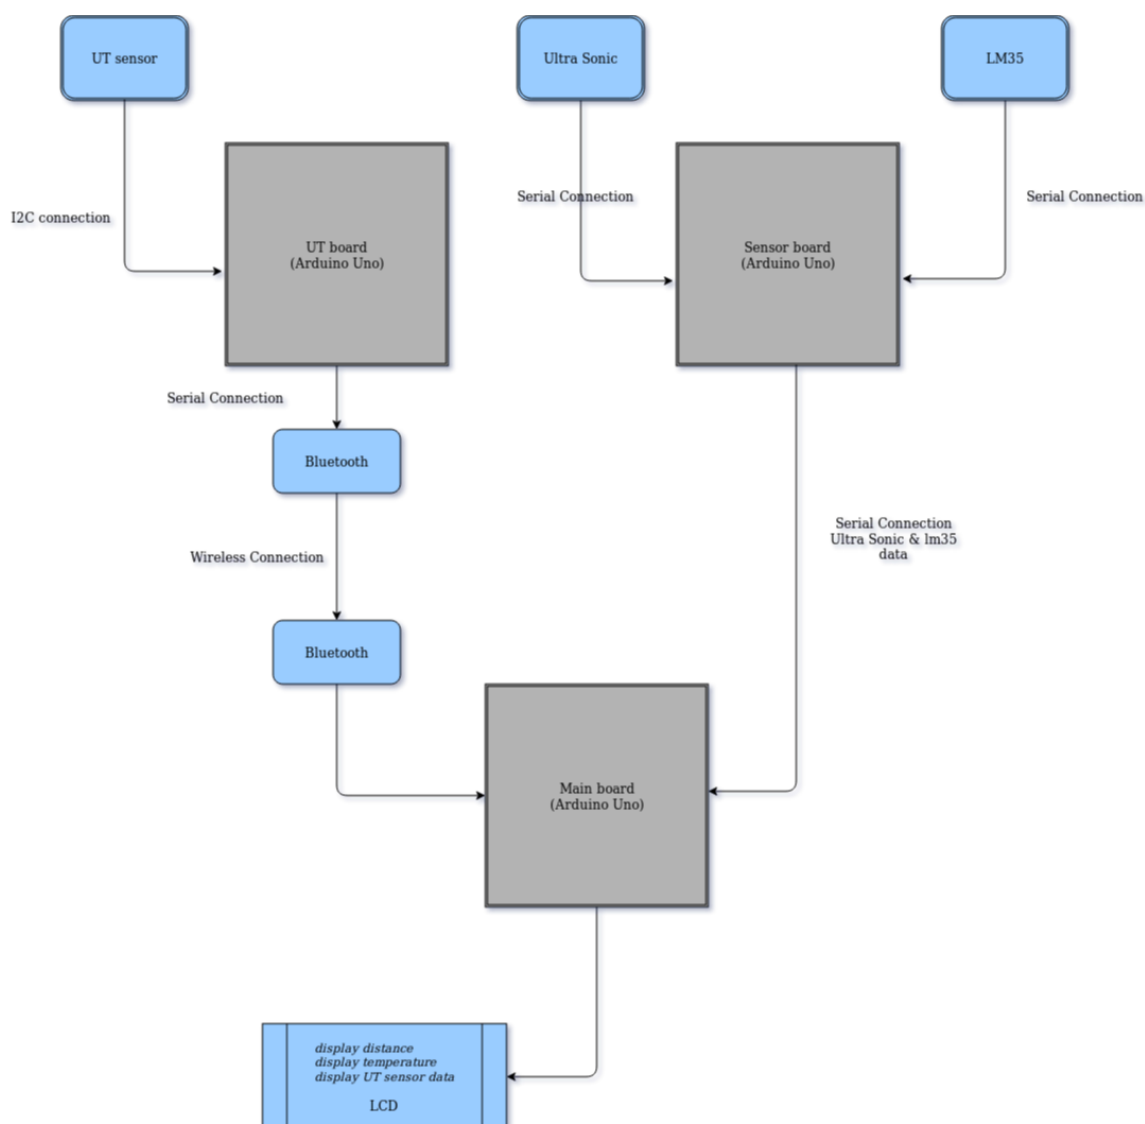 UT sensor
Ultra Sonic
LM35
Serial Connection
Serial Connection
I2C connection
UT board
(Arduino Uno)
Sensor board
(Arduino Uno)
Serial Connection
Bluetooth
Wireless Connection
Serial Connection
Ultra Sonic & lm35
data
Bluetooth
Main board
(Arduino Uno)
display distance
display temperature
display UT sensor data
LCD